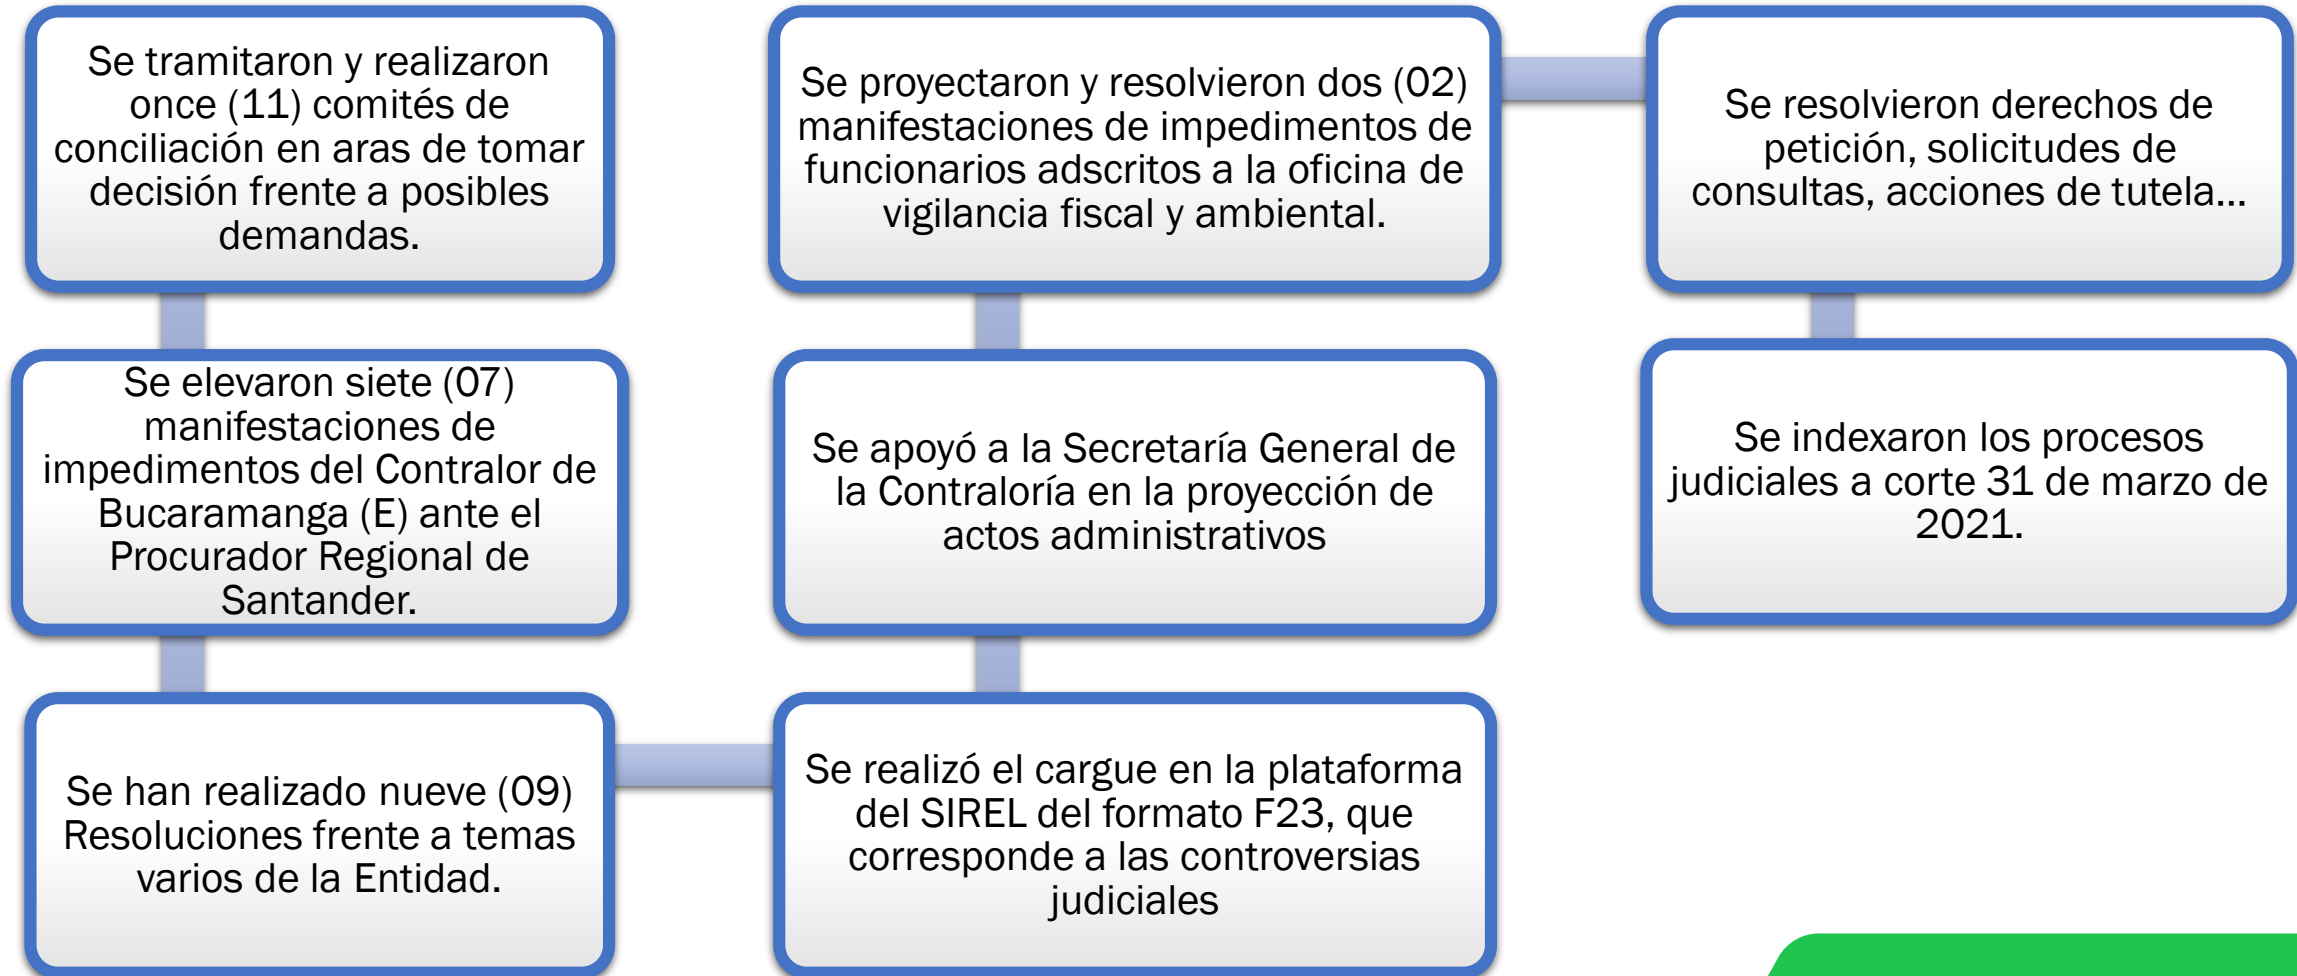 Se tramitaron y realizaron
once (11) comités de
conciliación en aras de tomar
decisión frente a posibles
demandas.
Se elevaron siete (07)
manifestaciones de
impedimentos del Contralor de
Bucaramanga (E) ante el
Procurador Regional de
Santander.
Se han realizado nueve (09)
Resoluciones frente a temas
varios de la Entidad.
Se realizó el cargue en la plataforma
del SIREL del formato F23, que
corresponde a las controversias
judiciales
Se apoyó a la Secretaría General de
la Contraloría en la proyección de
actos administrativos
Se proyectaron y resolvieron dos (02)
manifestaciones de impedimentos de
funcionarios adscritos a la oficina de
vigilancia fiscal y ambiental.
Se resolvieron derechos de
petición, solicitudes de
consultas, acciones de tutela...
Se indexaron los procesos
judiciales a corte 31 de marzo de
2021.